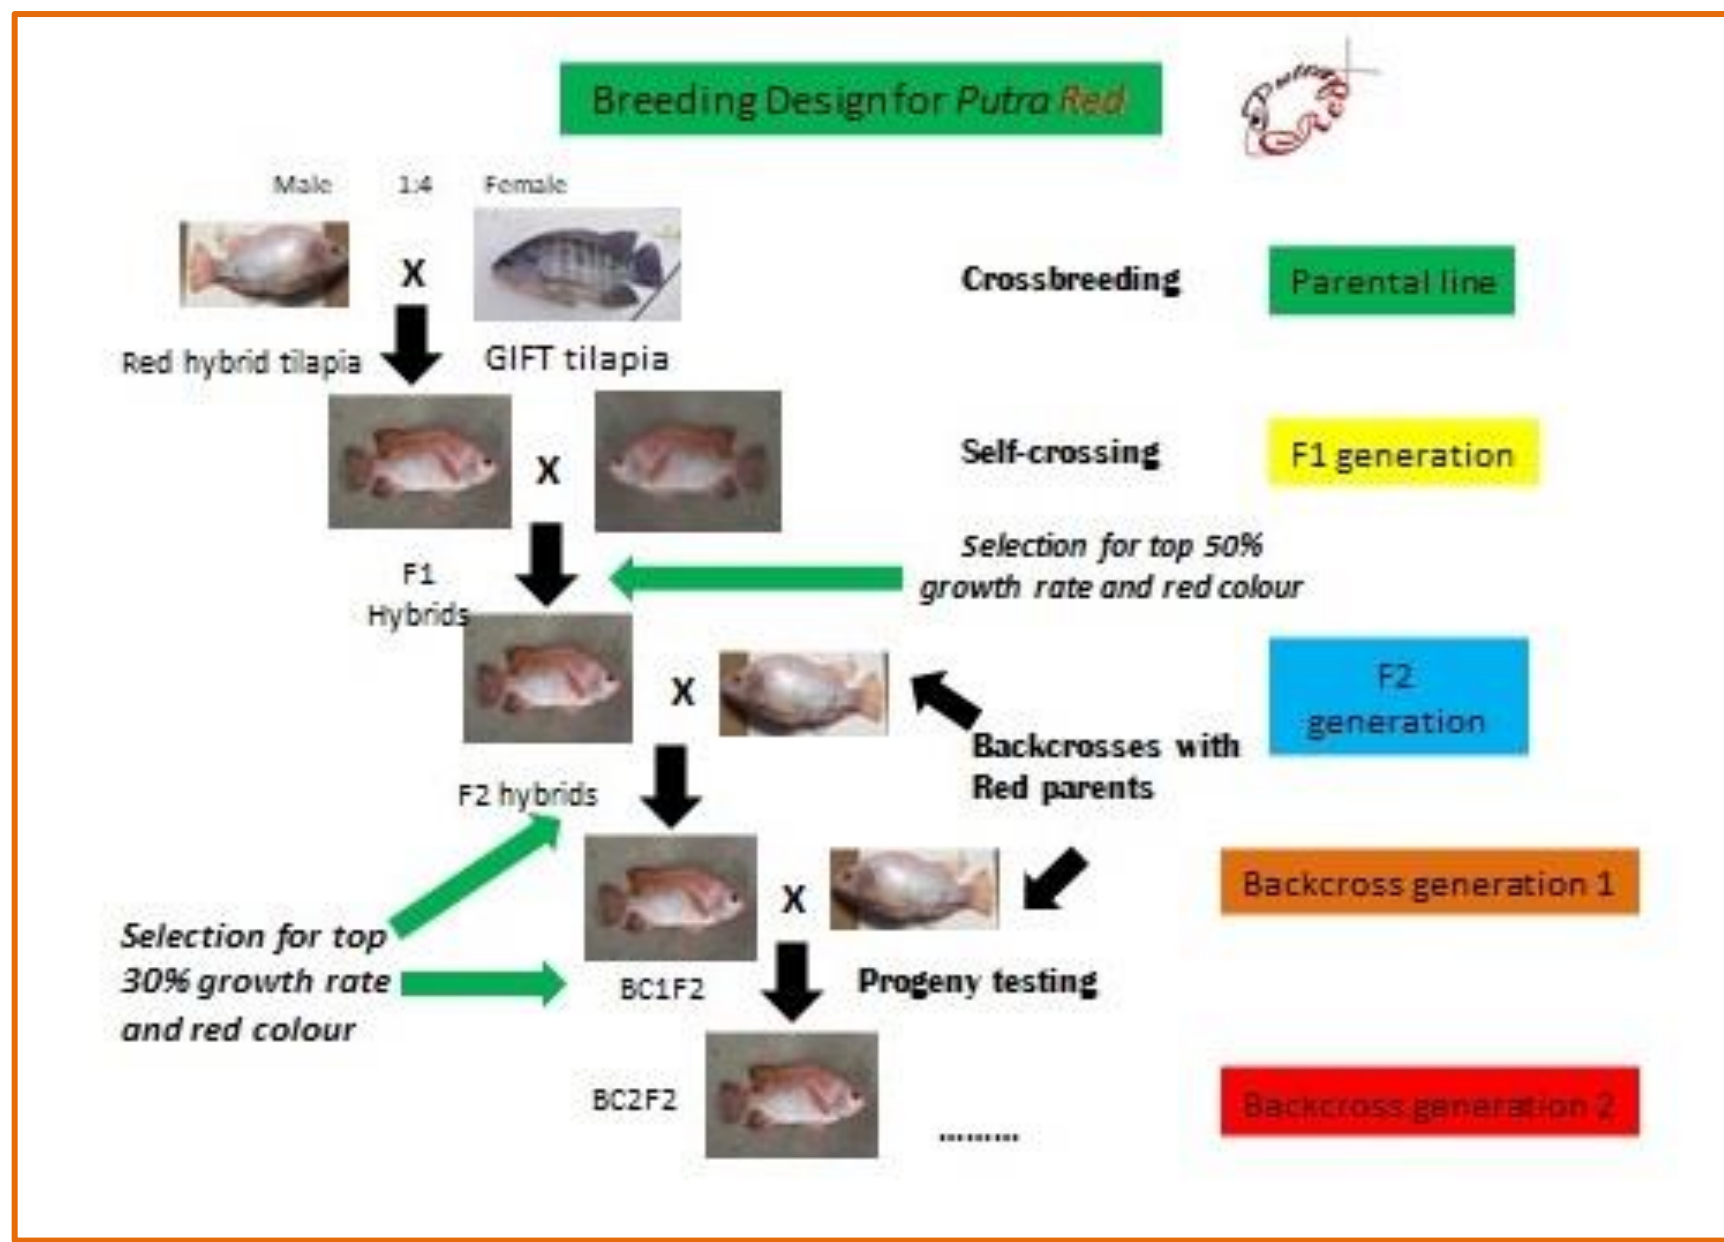 Breeding Design for Putra Red
Putra Red
Male 1:4 Female
X
Crossbreeding
Parental line
Red hybrid tilapia
GIFT tilapia
X
Self-crossing
F1 generation
F1
Hybrids
Selection for top 50%
growth rate and red colour
X
F2
generation
Backcrosses with
Red parents
F2 hybrids
X
Backcross generation 1
Selection for top
30% growth rate
and red colour
BC1F2
Progeny testing
BC2F2
.........
Backcross generation 2